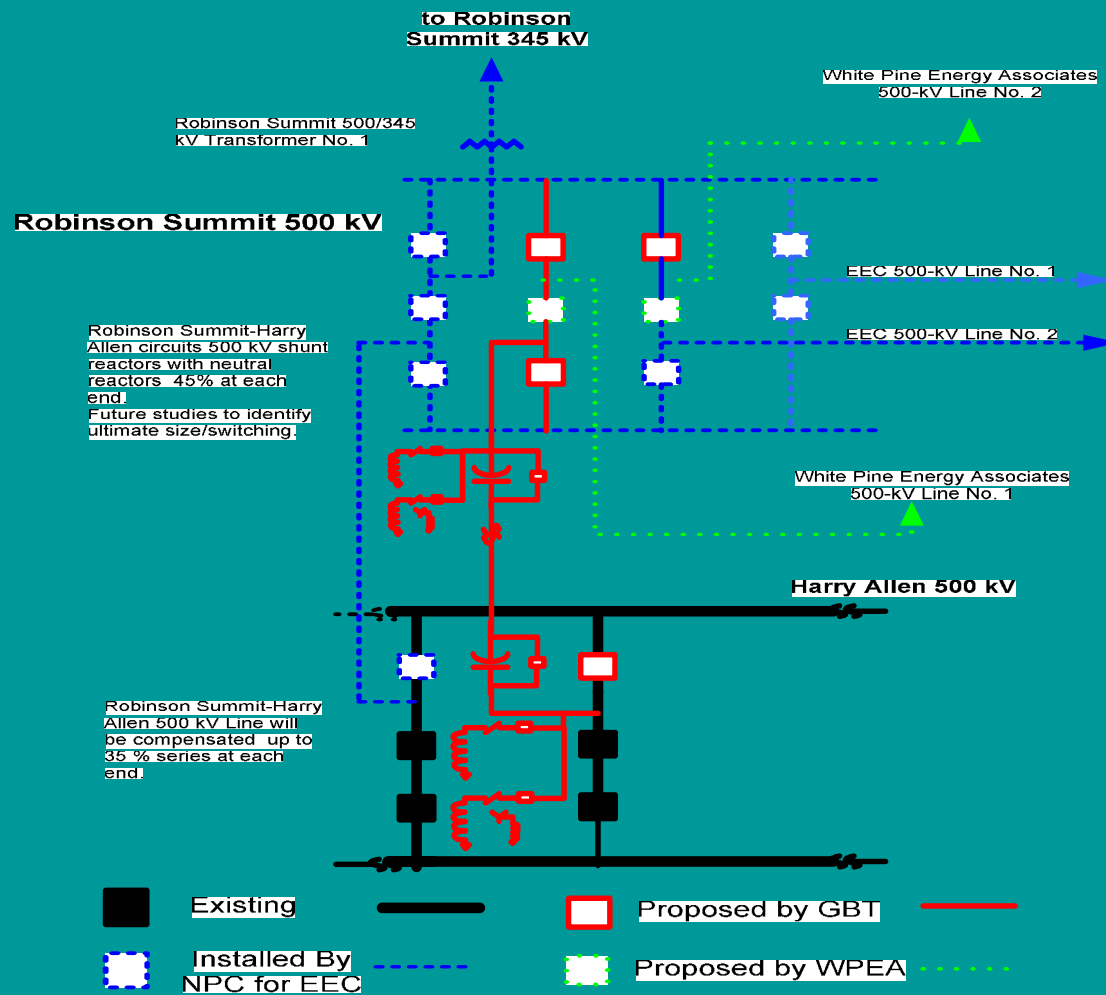 to Robinson
Summit 345 kV
White Pine Energy Associates
500-kV Line No. 2
Robinson Summit 500/345
kV Transformer No. 1
Robinson Summit 500 kV
EEC 500-kV Line No. 1
Robinson Summit-Harry
Allen circuits 500 kV shunt
reactors with neutral
reactors 45% at each
end.
Future studies to identify
ultimate size/switching.
EEC 500-kV Line No. 2
White Pine Energy Associates
500-kV Line No. 1
Harry Allen 500 kV
Robinson Summit-Harry
Allen 500 kV Line will
be compensated up to
35 % series at each
end.
Existing
Proposed by GBT
Installed By
NPC for EEC
Proposed by WPEA